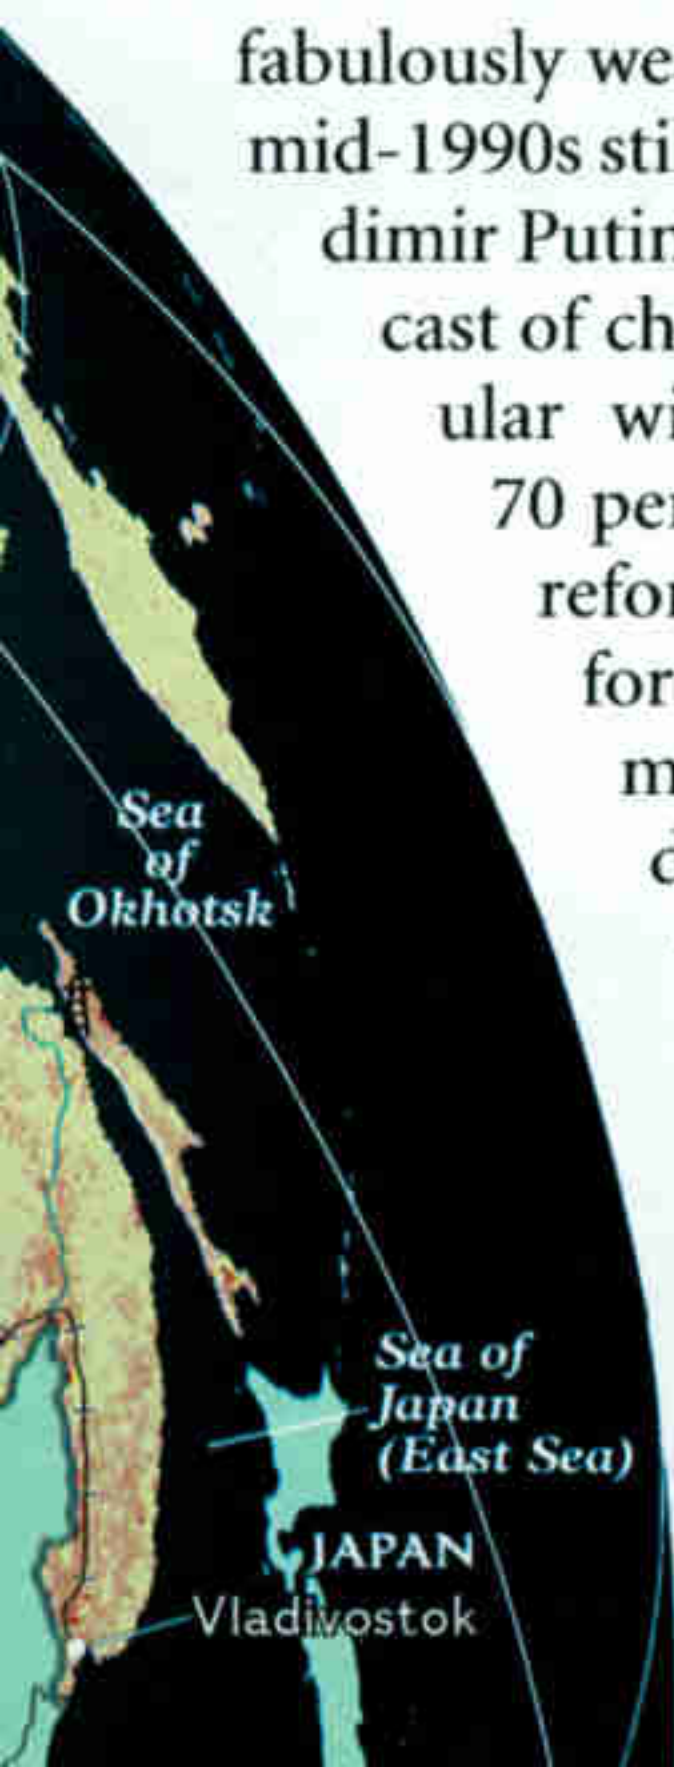 fabulously we
mid-1990s sti
dimir Putin
cast of ch
ular wi
70 per
refor
for
m
d
Sea
of
Okhotsk
Sea of
Japan
(East Sea)
JAPAN
Vladivostok